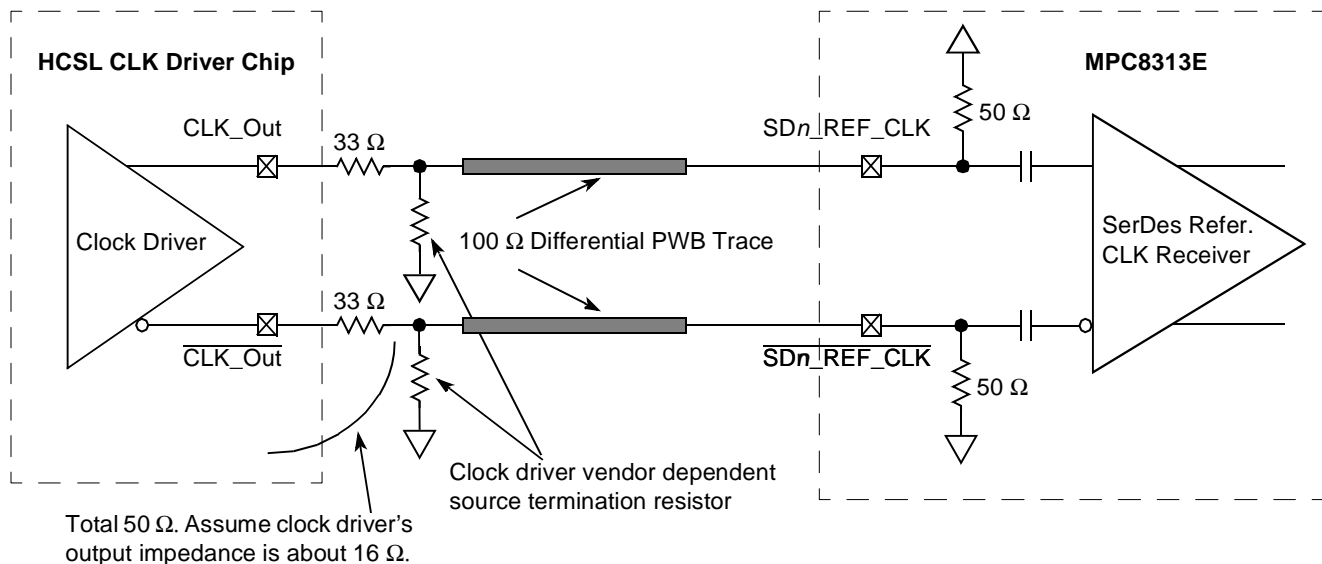 HCSL CLK Driver Chip
MPC8313E
CLK_Out
33 Ω
SDn_REF_CLK
50 Ω
Clock Driver
100 Ω Differential PWB Trace
SerDes Refer.
CLK Receiver
33 Ω
CLK_Out
SDn_REF_CLK
50 Ω
Clock driver vendor dependent
source termination resistor
Total 50 Ω. Assume clock driver's
output impedance is about 16 Ω.